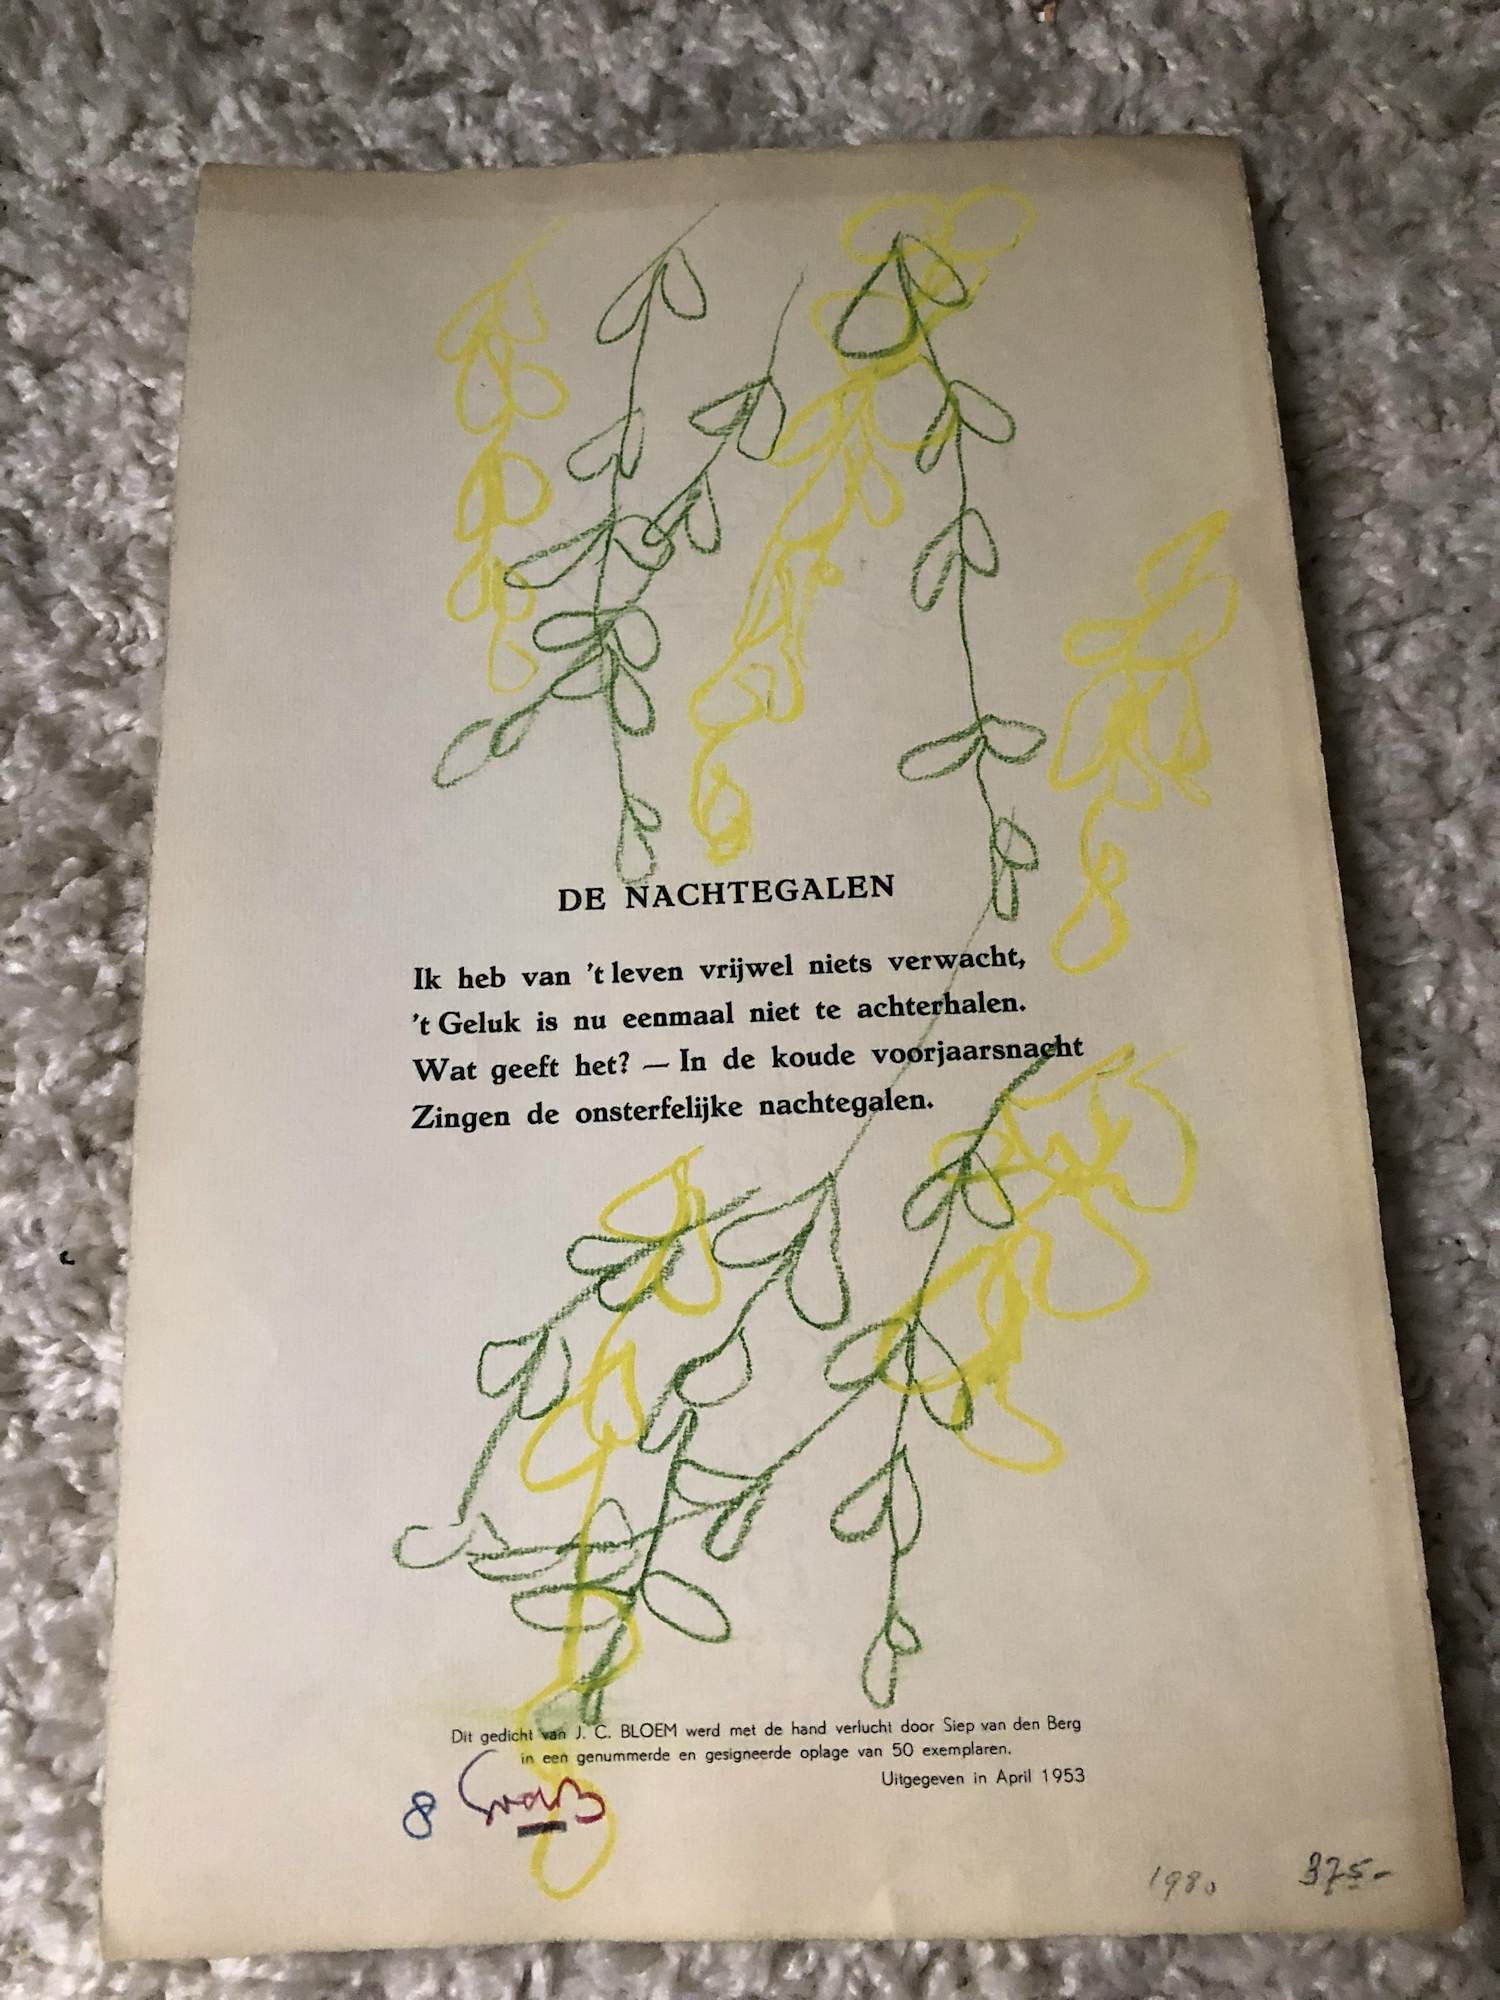 DE NACHTEGALEN
Ik heb van 't leven vrijwel niets verwacht,
't Geluk is nu eenmaal niet te achterhalen.
Wat geeft het? — In de koude voorjaarsnacht
Zingen de onsterfelijke nachtegalen.
Dit gedicht van J. C. BLOEM werd met de hand verlucht door Siep van den Berg
in een genummerde en gesigneerde oplage van 50 exemplaren.
Uitgegeven in April 1953
8 SvdB
1980 375-